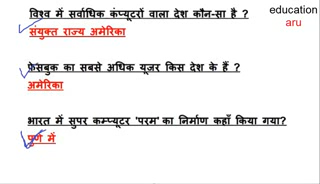 education
aru
विश्व में सर्वाधिक कंप्यूटरों वाला देश कौन-सा है ?
संयुक्त राज्य अमेरिका
फ़ेसबुक का सबसे अधिक यूज़र किस देश के हैं ?
अमेरिका
भारत में सुपर कम्प्यूटर 'परम' का निर्माण कहाँ किया गया?
पुणे में